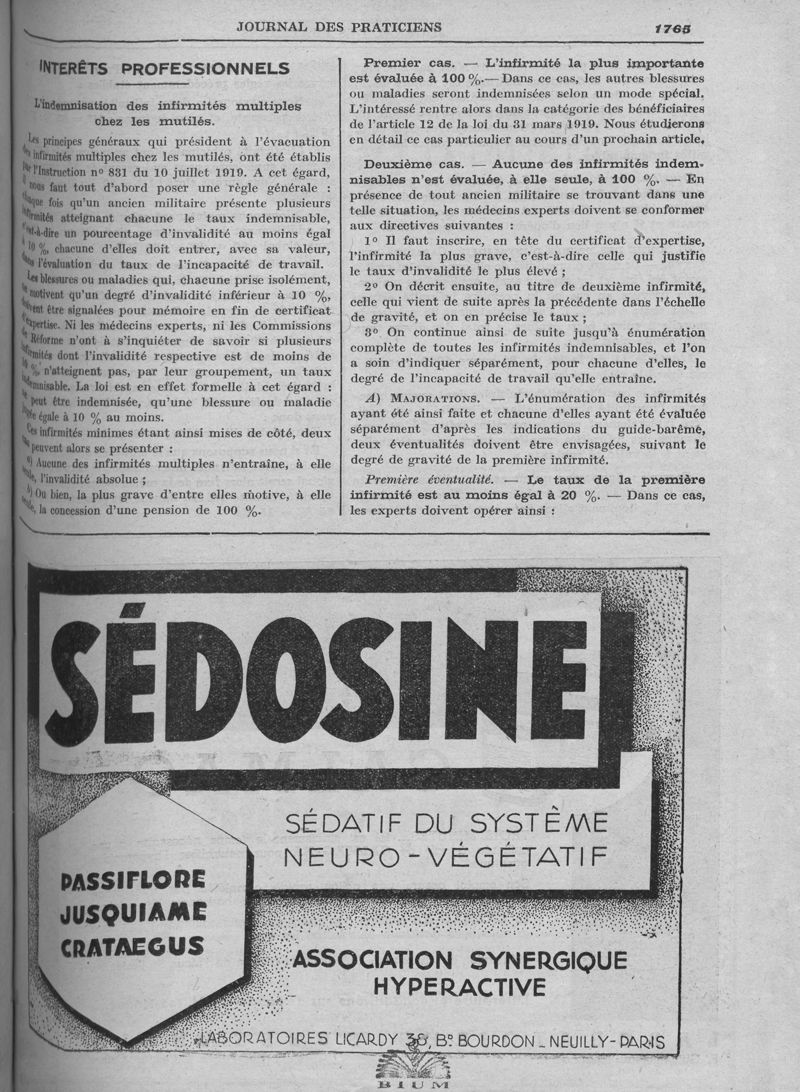 JOURNAL DES PRATICIENS 1765
INTERÊTS PROFESSIONNELS
L'indemnisation des infirmités multiples
chez les mutilés.
Les principes généraux qui président à l'évacuation
des infirmités multiples chez les mutilés, ont été établis
par l'Instruction n° 831 du 10 juillet 1919. A cet égard,
nous faut tout d'abord poser une règle générale :
chaque fois qu'un ancien militaire présente plusieurs
infirmités atteignant chacune le taux indemnisable,
c'est-à-dire un pourcentage d'invalidité au moins égal
à 10 %, chacune d'elles doit entrer, avec sa valeur,
dans l'évaluation du taux de l'incapacité de travail.
Les blessures ou maladies qui, chacune prise isolément,
ne motivent qu'un degré d'invalidité inférieur à 10 %,
doivent être signalées pour mémoire en fin de certificat
d'expertise. Ni les médecins experts, ni les Commissions
de Réforme n'ont à s'inquiéter de savoir si plusieurs
infirmités dont l'invalidité respective est de moins de
10 %, n'atteignent pas, par leur groupement, un taux
indemnisable. La loi est en effet formelle à cet égard :
ne peut être indemnisée, qu'une blessure ou maladie
égale à 10 % au moins.
Ces infirmités minimes étant ainsi mises de côté, deux
cas peuvent alors se présenter :
a) Aucune des infirmités multiples n'entraîne, à elle
seule, l'invalidité absolue ;
b) Ou bien, la plus grave d'entre elles motive, à elle
seule, la concession d'une pension de 100 %.
Premier cas. — L'infirmité la plus importante
est évaluée à 100 %.— Dans ce cas, les autres blessures
ou maladies seront indemnisées selon un mode spécial.
L'intéressé rentre alors dans la catégorie des bénéficiaires
de l'article 12 de la loi du 31 mars 1919. Nous étudierons
en détail ce cas particulier au cours d'un prochain article.
Deuxième cas. — Aucune des infirmités indem-
nisables n'est évaluée, à elle seule, à 100 %. — En
présence de tout ancien militaire se trouvant dans une
telle situation, les médecins experts doivent se conformer
aux directives suivantes :
1° Il faut inscrire, en tête du certificat d'expertise,
l'infirmité la plus grave, c'est-à-dire celle qui justifie
le taux d'invalidité le plus élevé ;
2° On décrit ensuite, au titre de deuxième infirmité,
celle qui vient de suite après la précédente dans l'échelle
de gravité, et on en précise le taux ;
3° On continue ainsi de suite jusqu'à énumération
complète de toutes les infirmités indemnisables, et l'on
a soin d'indiquer séparément, pour chacune d'elles, le
degré de l'incapacité de travail qu'elle entraîne.
A) MAJORATIONS. — L'énumération des infirmités
ayant été ainsi faite et chacune d'elles ayant été évaluée
séparément d'après les indications du guide-barême,
deux éventualités doivent être envisagées, suivant le
degré de gravité de la première infirmité.
Première éventualité. — Le taux de la première
infirmité est au moins égal à 20 %. — Dans ce cas,
les experts doivent opérer ainsi :
SÉDOSINE
SÉDATIF DU SYSTÊME
NEURO-VÉGÉTATIF
PASSIFLORE
JUSQUIAME
CRATAEGUS
ASSOCIATION SYNERGIQUE
HYPERACTIVE
LABORATOIRES LICARDY 38, Bd BOURDON _ NEUILLY-PARIS
BIUM